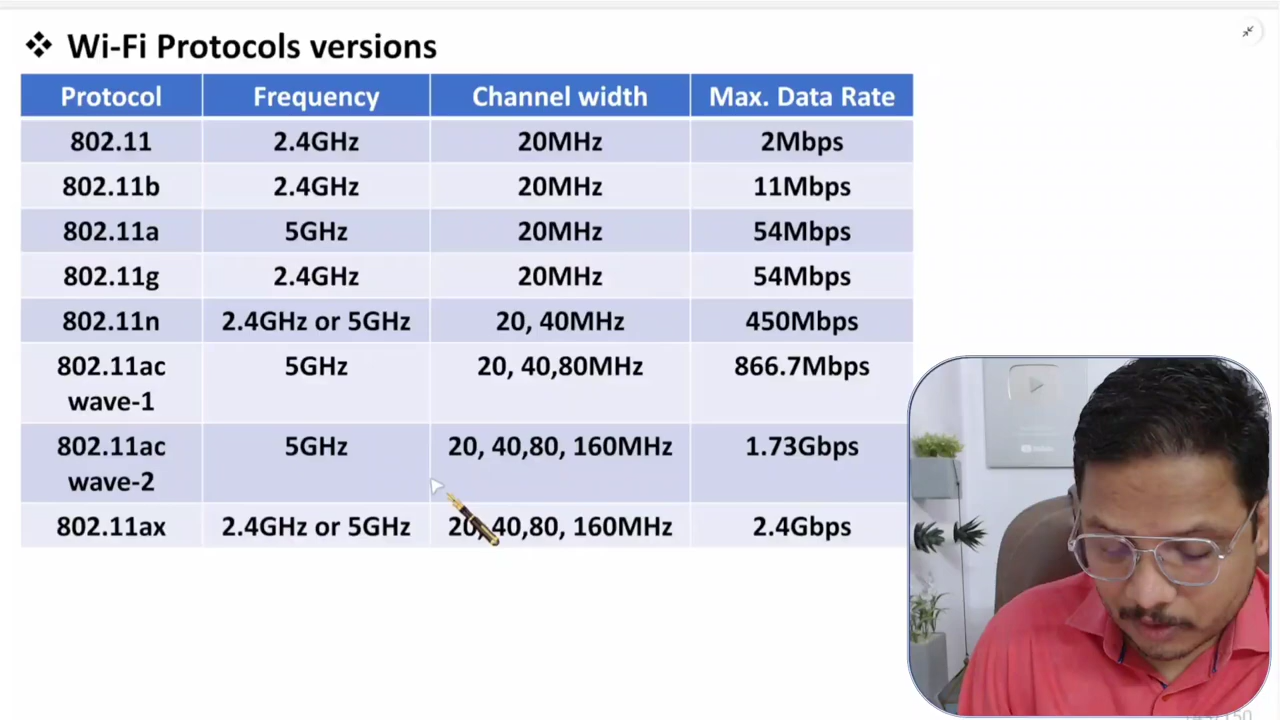 ❖ Wi-Fi Protocols versions
Protocol Frequency Channel width Max. Data Rate
802.11 2.4GHz 20MHz 2Mbps
802.11b 2.4GHz 20MHz 11Mbps
802.11a 5GHz 20MHz 54Mbps
802.11g 2.4GHz 20MHz 54Mbps
802.11n 2.4GHz or 5GHz 20, 40MHz 450Mbps
802.11ac 5GHz 20, 40,80MHz 866.7Mbps
wave-1
802.11ac 5GHz 20, 40,80, 160MHz 1.73Gbps
wave-2
802.11ax 2.4GHz or 5GHz 20, 40,80, 160MHz 2.4Gbps